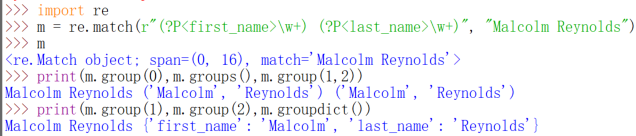 >>> import re
>>> m = re.match(r"(?P<first_name>\w+) (?P<last_name>\w+)", "Malcolm Reynolds")
>>> m
<re.Match object; span=(0, 16), match='Malcolm Reynolds'>
>>> print(m.group(0),m.groups(),m.group(1,2))
Malcolm Reynolds ('Malcolm', 'Reynolds') ('Malcolm', 'Reynolds')
>>> print(m.group(1),m.group(2),m.groupdict())
Malcolm Reynolds {'first_name': 'Malcolm', 'last_name': 'Reynolds'}